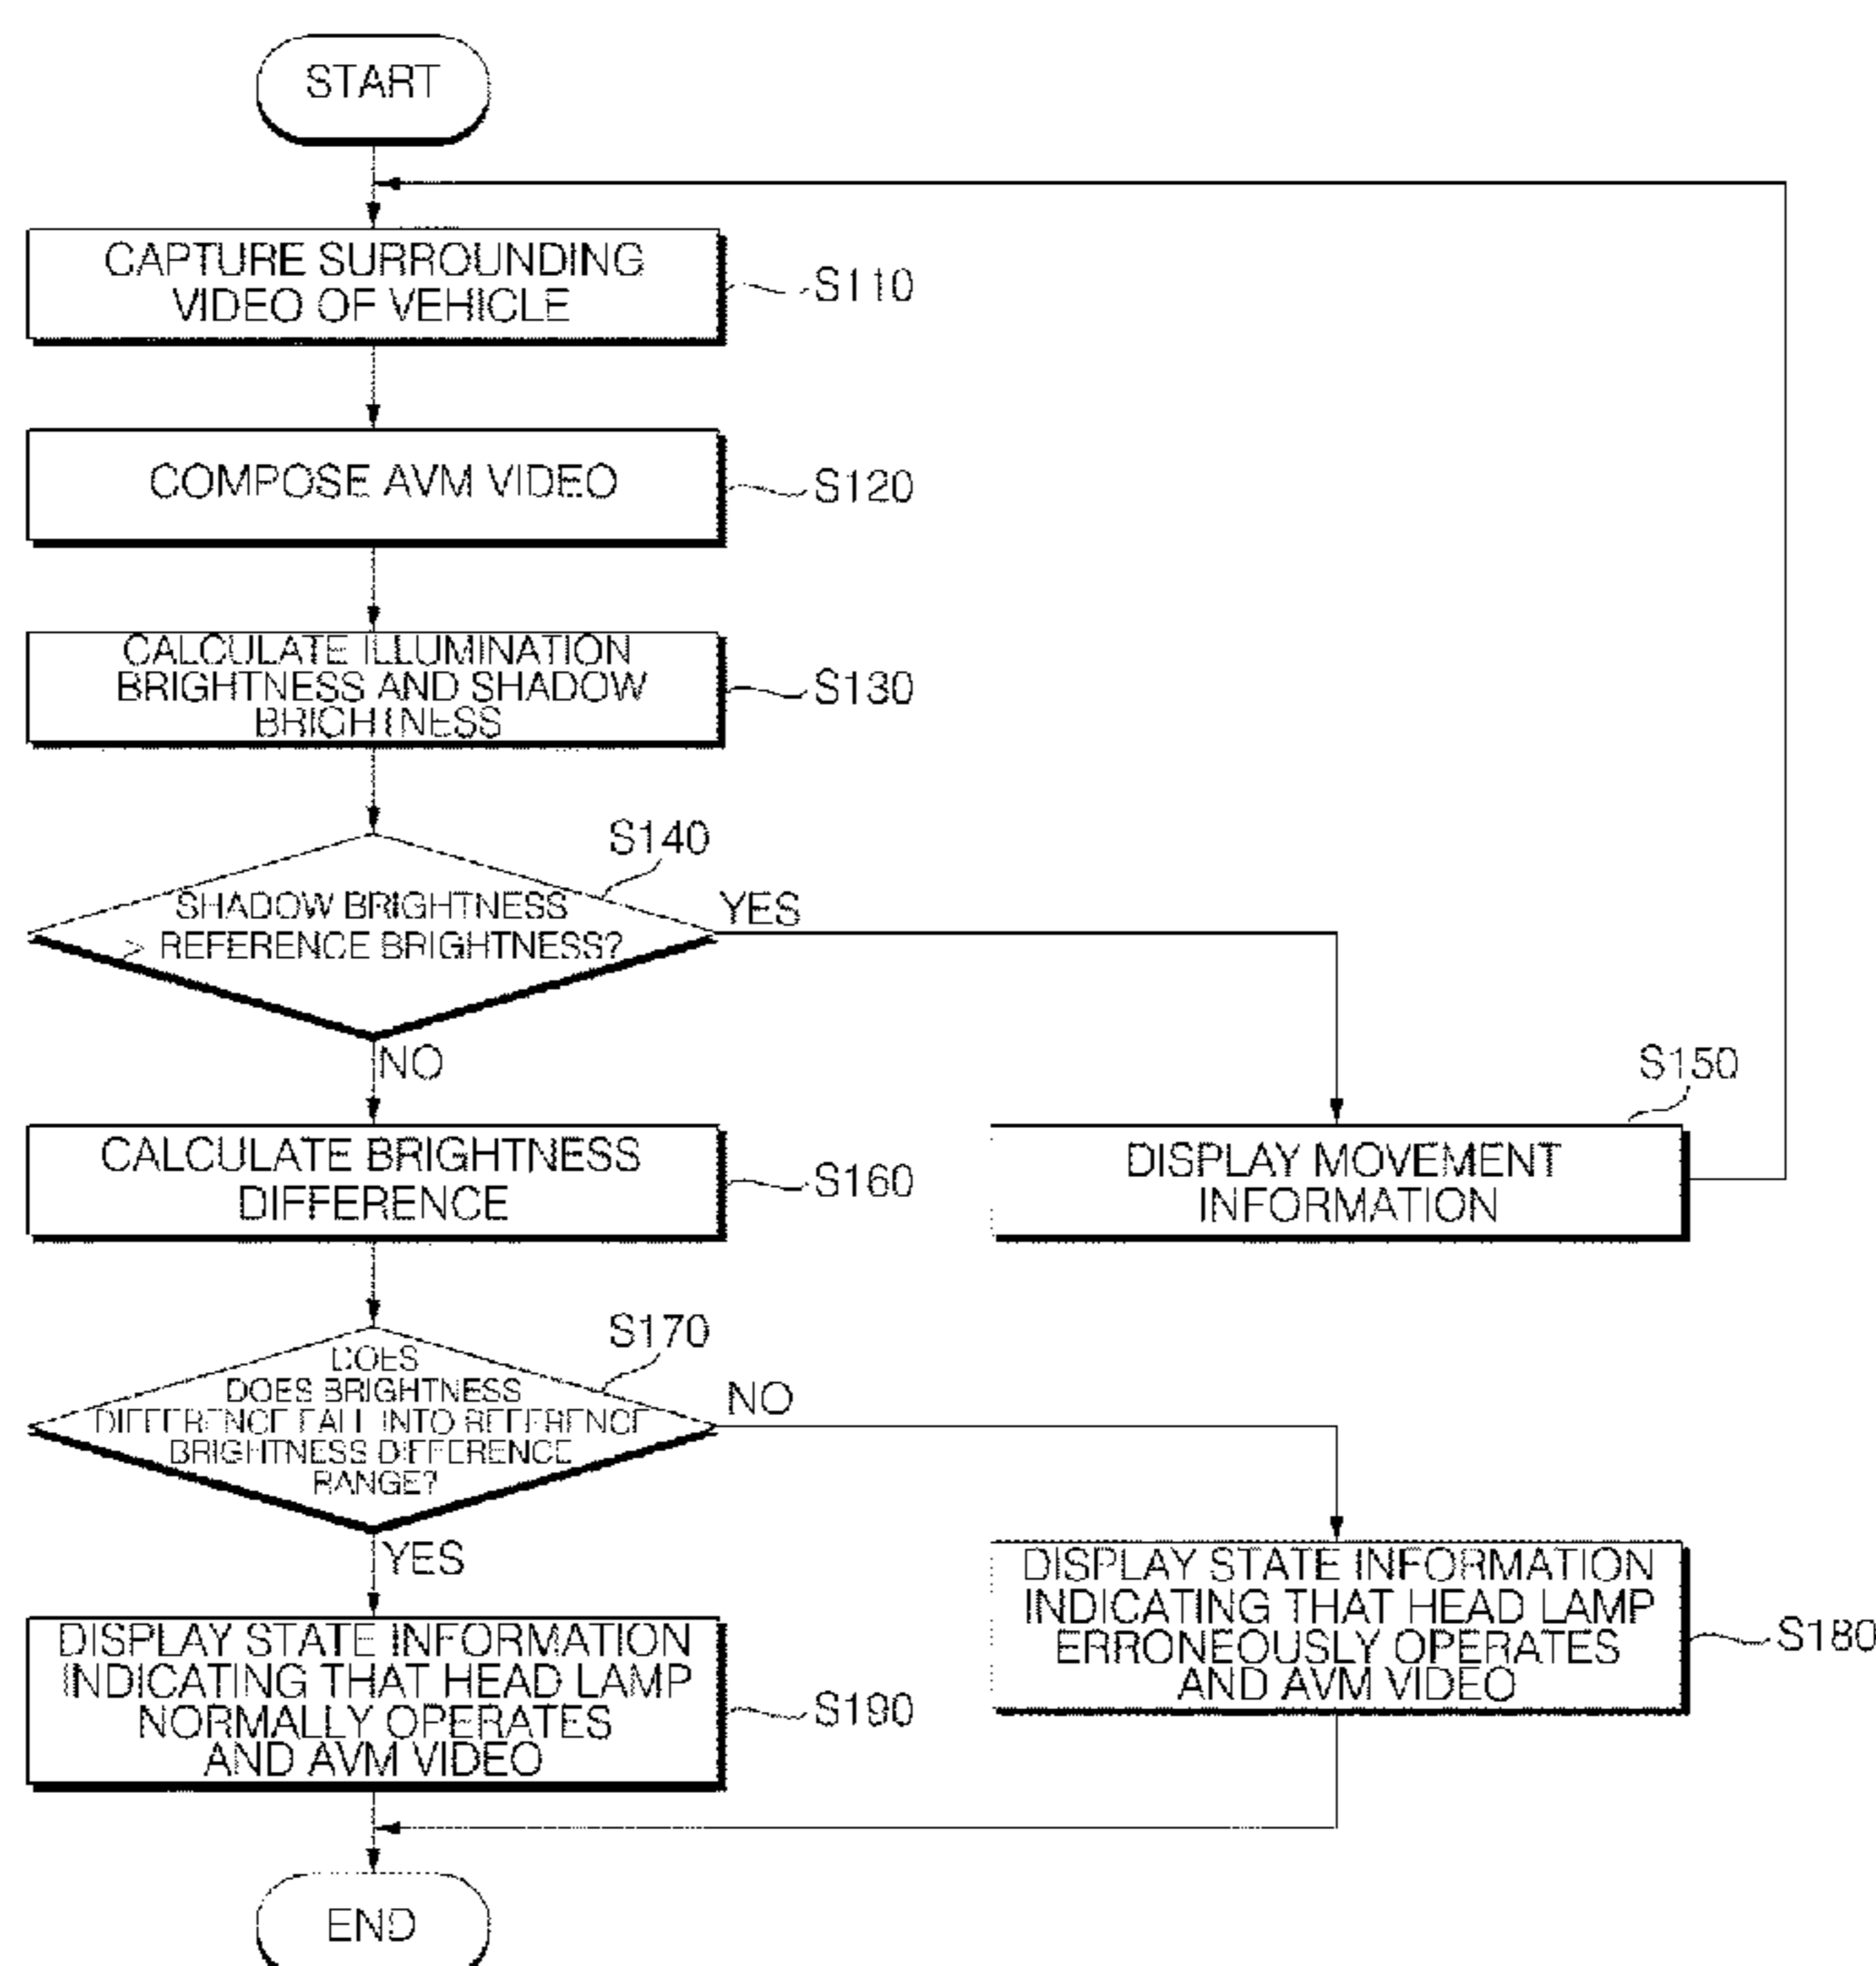 START
CAPTURE SURROUNDING
VIDEO OF VEHICLE
S110
COMPOSE AVM VIDEO
S120
CALCULATE ILLUMINATION
BRIGHTNESS AND SHADOW
BRIGHTNESS
S130
S140
SHADOW BRIGHTNESS
> REFERENCE BRIGHTNESS?
YES
NO
S150
DISPLAY MOVEMENT
INFORMATION
CALCULATE BRIGHTNESS
DIFFERENCE
S160
S170
DOES
DOES BRIGHTNESS
DIFFERENCE FALL INTO REFERENCE
BRIGHTNESS DIFFERENCE
RANGE?
NO
YES
DISPLAY STATE INFORMATION
INDICATING THAT HEAD LAMP
ERRONEOUSLY OPERATES
AND AVM VIDEO
S180
DISPLAY STATE INFORMATION
INDICATING THAT HEAD LAMP
NORMALLY OPERATES
AND AVM VIDEO
S190
END